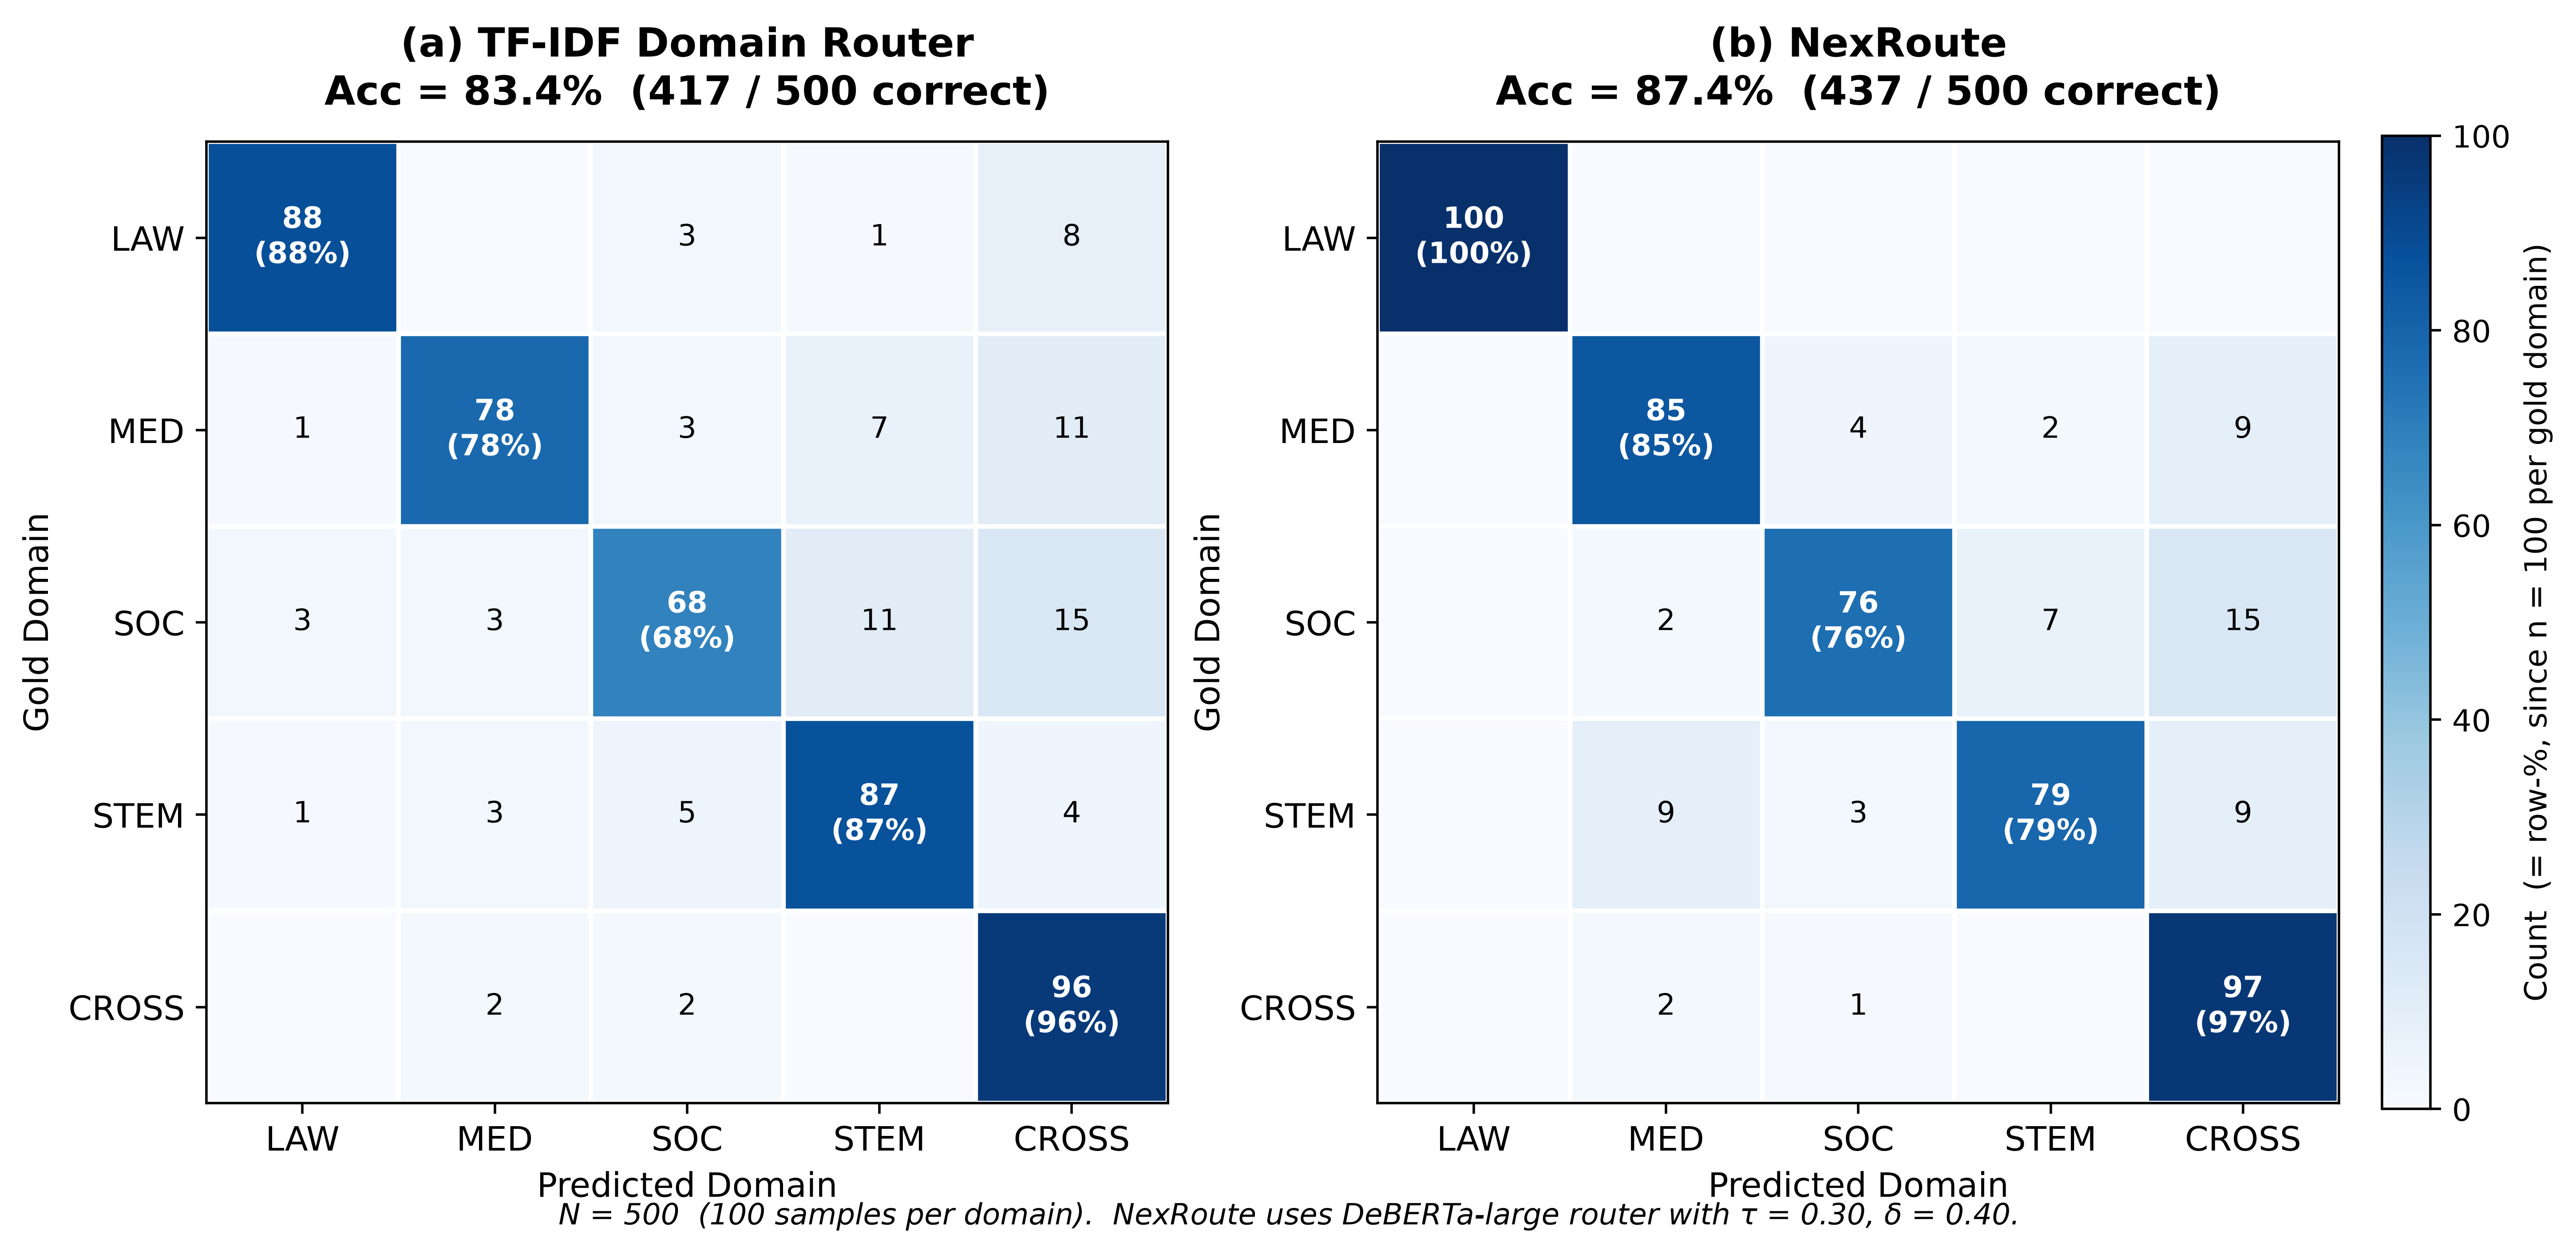 (a) TF-IDF Domain Router
Acc = 83.4%  (417 / 500 correct)
Gold Domain
LAW
88
(88%)
3
1
8
MED
1
78
(78%)
3
7
11
SOC
3
3
68
(68%)
11
15
STEM
1
3
5
87
(87%)
4
CROSS
2
2
96
(96%)
LAW MED SOC STEM CROSS
Predicted Domain
(b) NexRoute
Acc = 87.4%  (437 / 500 correct)
Gold Domain
LAW
100
(100%)
MED
85
(85%)
4
2
9
SOC
2
76
(76%)
7
15
STEM
9
3
79
(79%)
9
CROSS
2
1
97
(97%)
LAW MED SOC STEM CROSS
Predicted Domain
100
80
60
40
20
0
Count  (= row-%, since n = 100 per gold domain)
N = 500  (100 samples per domain).  NexRoute uses DeBERTa-large router with τ = 0.30, δ = 0.40.